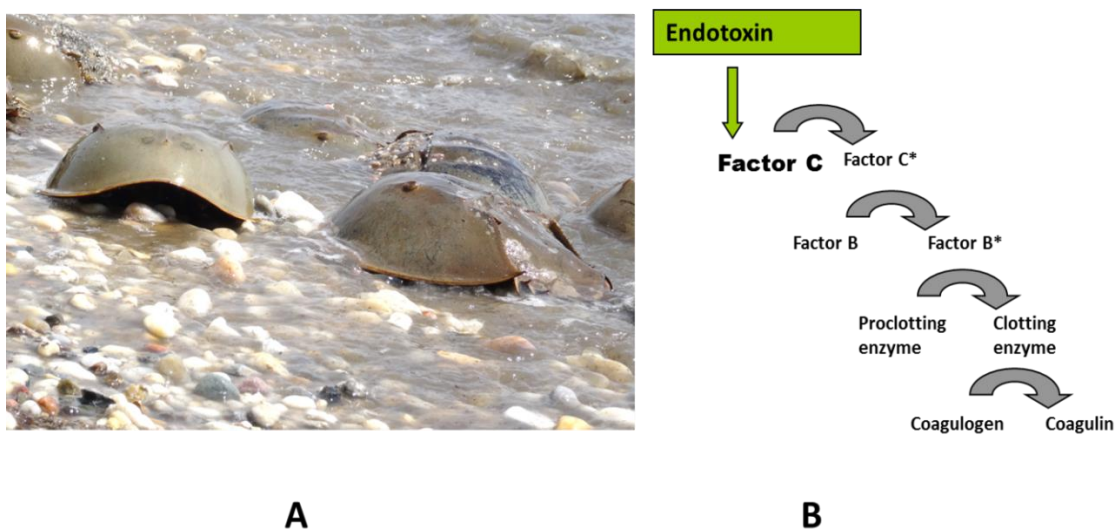 Endotoxin
Factor C
Factor C*
Factor B
Factor B*
Proclotting
enzyme
Clotting
enzyme
Coagulogen
Coagulin
A
B